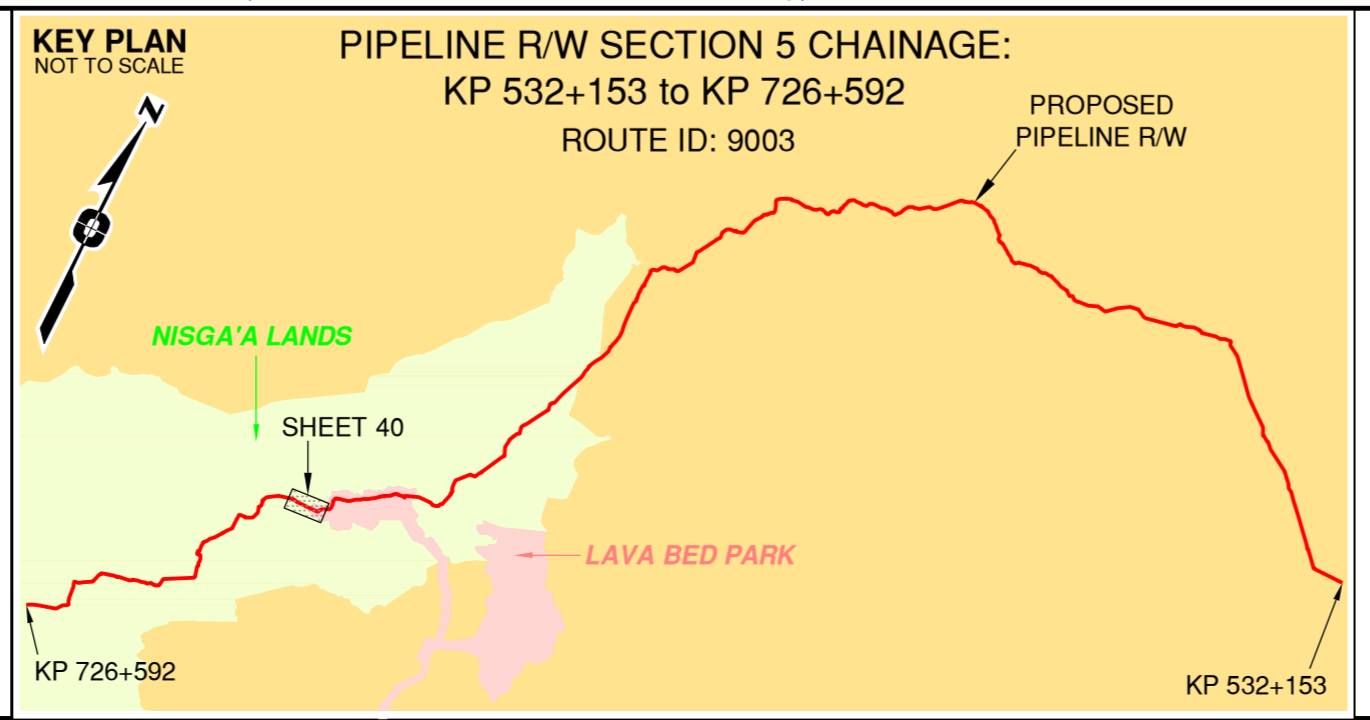 KEY PLAN
NOT TO SCALE
PIPELINE R/W SECTION 5 CHAINAGE:
KP 532+153 to KP 726+592
ROUTE ID: 9003
PROPOSED
PIPELINE R/W
N
NISGA'A LANDS
SHEET 40
LAVA BED PARK
KP 726+592
KP 532+153